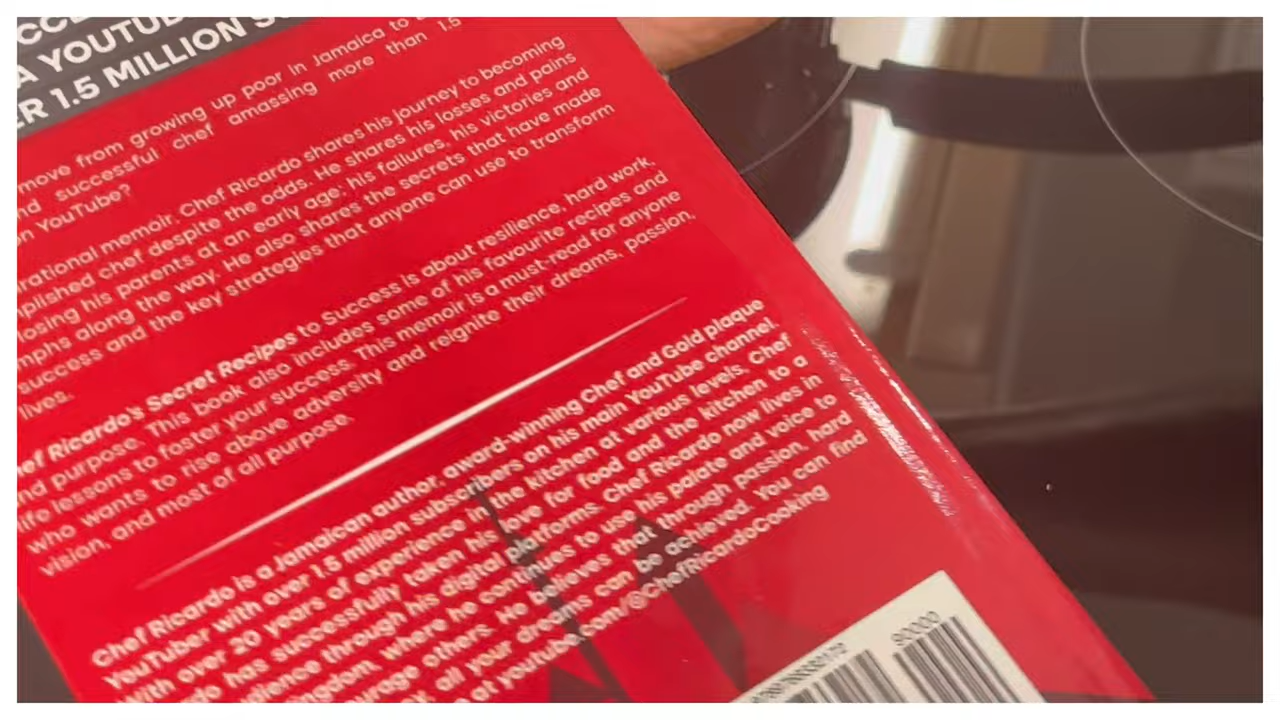 A YOUTUBE
ER 1.5 MILLION
move from growing up poor in Jamaica to
nd successful chef amassing more than 1.5
on YouTube?
rational memoir, Chef Ricardo shares his journey to becoming
mplished chef despite the odds. He shares his losses and pains
losing his parents at an early age; his failures, his victories and
mphs along the way. He also shares the secrets that have made
success and the key strategies that anyone can use to transform
lives.
hef Ricardo's Secret Recipes to Success is about resilience, hard work,
nd purpose. This book also includes some of his favourite recipes and
life lessons to foster your success. This memoir is a must-read for anyone
who wants to rise above adversity and reignite their dreams, passion,
vision, and most of all purpose.
Chef Ricardo is a Jamaican author, award-winning Chef and Gold plaque
YouTuber with over 1.5 million subscribers on his main YouTube channel.
With over 20 years of experience in the kitchen at various levels, Chef
rdo has successfully taken his love for food and the kitchen to a
dience through his digital platforms. Chef Ricardo now lives in
ngdom, where he continues to use his palate and voice to
ourage others. He believes that through passion, hard
k, all your dreams can be achieved. You can find
at youtube.com/@ChefRicardoCooking
90000